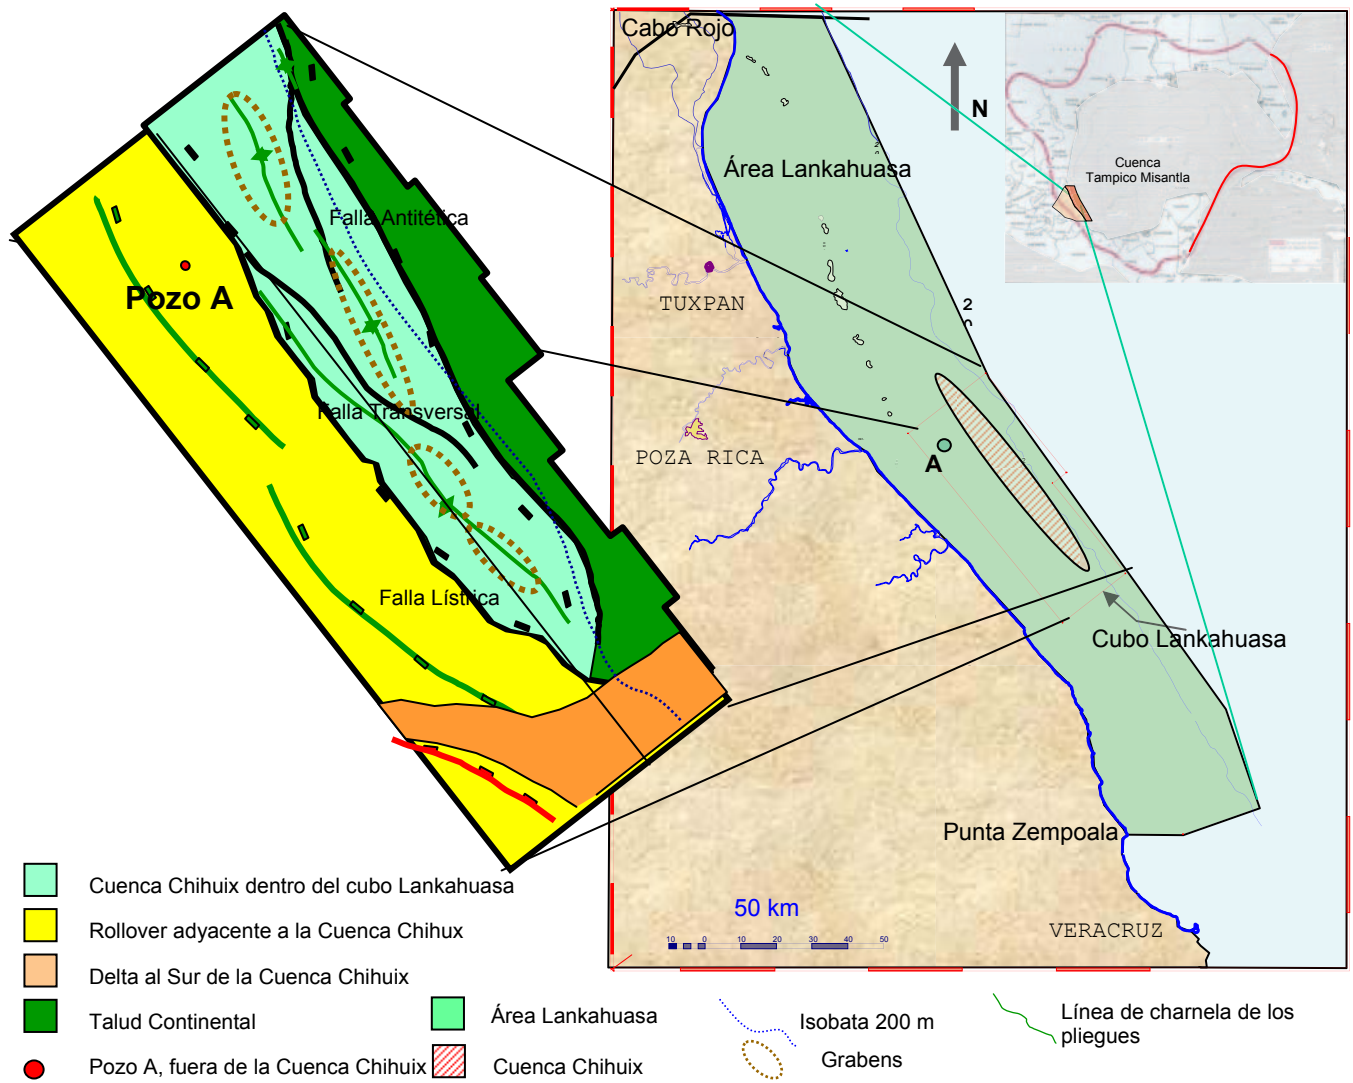 Cabo Rojo
N
Cuenca
Tampico Misantla
Área Lankahuasa
Falla Antitética
Pozo A
TUXPAN
2
Falla Transversal
POZA RICA
A
Falla Lístrica
Cubo Lankahuasa
Punta Zempoala
50 km
VERACRUZ
10 0 10 20 30 40 50
Cuenca Chihuix dentro del cubo Lankahuasa
Rollover adyacente a la Cuenca Chihux
Delta al Sur de la Cuenca Chihuix
Talud Continental
Pozo A, fuera de la Cuenca Chihuix
Área Lankahuasa
Cuenca Chihuix
Isobata 200 m
Grabens
Línea de charnela de los
pliegues